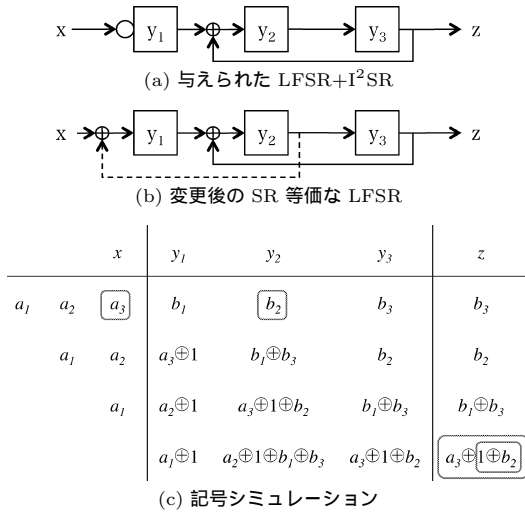 x y₁ y₂ y₃ z
(a) 与えられた LFSR+I²SR
x y₁ y₂ y₃ z
(b) 変更後の SR 等価な LFSR
x y₁ y₂ y₃ z
a₁ a₂ a₃ b₁ b₂ b₃ b₃
a₁ a₂ a₃⊕1 b₁⊕b₃ b₂ b₂
a₁ a₂⊕1 a₃⊕1⊕b₂ b₁⊕b₃ b₁⊕b₃
a₁⊕1 a₂⊕1⊕b₁⊕b₃ a₃⊕1⊕b₂ a₃⊕1⊕b₂
(c) 記号シミュレーション